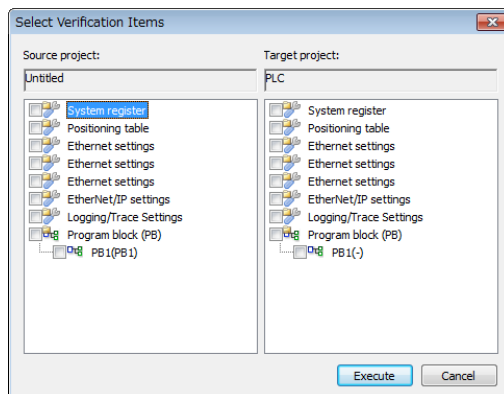 Select Verification Items
Source project:
Untitled
System register
Positioning table
Ethernet settings
Ethernet settings
Ethernet settings
EtherNet/IP settings
Logging/Trace Settings
Program block (PB)
PB1(PB1)
Target project:
PLC
System register
Positioning table
Ethernet settings
Ethernet settings
Ethernet settings
EtherNet/IP settings
Logging/Trace Settings
Program block (PB)
PB1(-)
Execute
Cancel